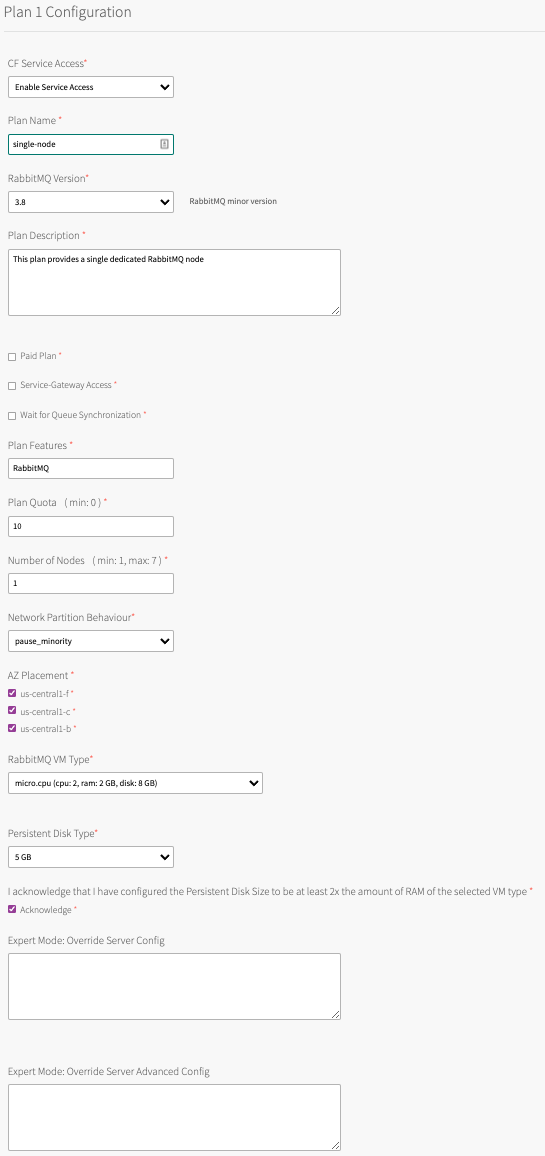 Plan 1 Configuration
CF Service Access*
Enable Service Access
Plan Name *
single-node
RabbitMQ Version*
3.8
RabbitMQ minor version
Plan Description *
This plan provides a single dedicated RabbitMQ node
Paid Plan *
Service-Gateway Access *
Wait for Queue Synchronization *
Plan Features *
RabbitMQ
Plan Quota ( min: 0 ) *
10
Number of Nodes ( min: 1, max: 7 ) *
1
Network Partition Behaviour*
pause_minority
AZ Placement *
us-central1-f *
us-central1-c *
us-central1-b *
RabbitMQ VM Type*
micro.cpu (cpu: 2, ram: 2 GB, disk: 8 GB)
Persistent Disk Type*
5 GB
I acknowledge that I have configured the Persistent Disk Size to be at least 2x the amount of RAM of the selected VM type *
Acknowledge *
Expert Mode: Override Server Config
Expert Mode: Override Server Advanced Config